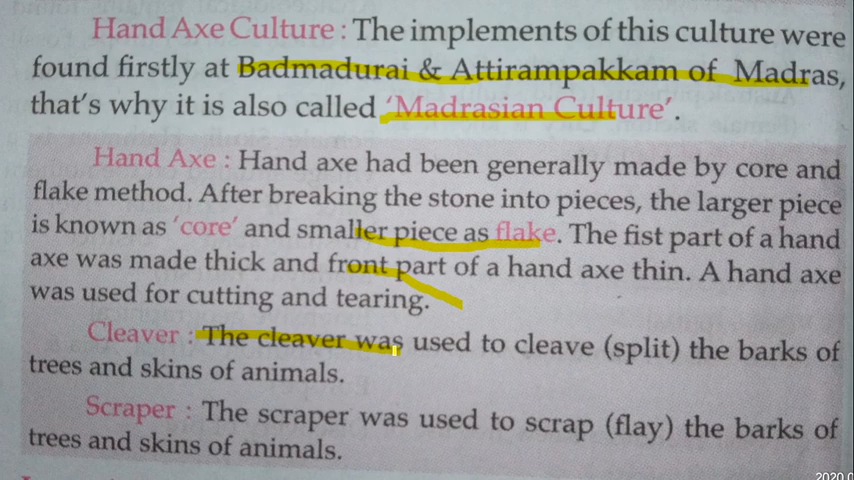 Hand Axe Culture : The implements of this culture were
found firstly at Badmadurai & Attirampakkam of Madras,
that's why it is also called 'Madrasian Culture'.
Hand Axe : Hand axe had been generally made by core and
flake method. After breaking the stone into pieces, the larger piece
is known as 'core' and smaller piece as flake. The fist part of a hand
axe was made thick and front part of a hand axe thin. A hand axe
was used for cutting and tearing.
Cleaver : The cleaver was used to cleave (split) the barks of
trees and skins of animals.
Scraper : The scraper was used to scrap (flay) the barks of
trees and skins of animals.